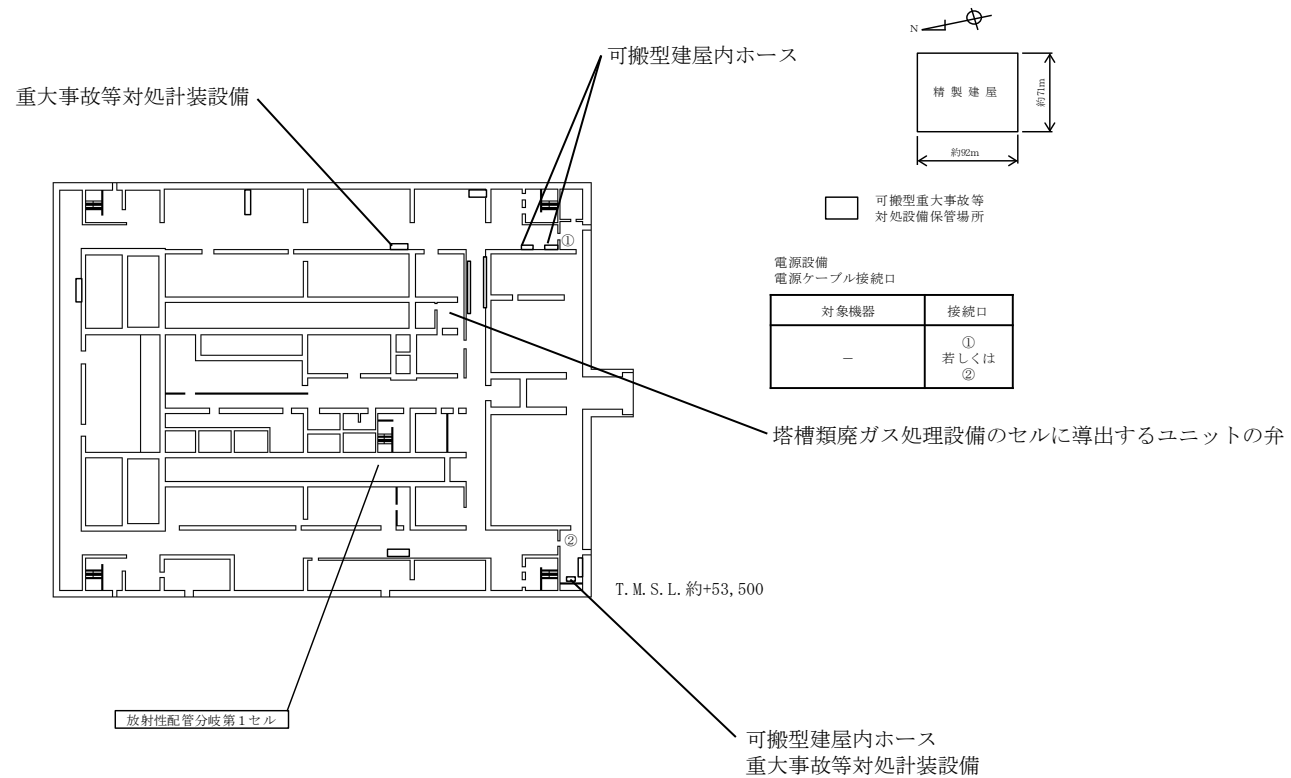 可搬型建屋内ホース
重大事故等対処計装設備
N
精製建屋
約71m
約92m
可搬型重大事故等
対処設備保管場所
電源設備
電源ケーブル接続口
対象機器 接続口
－ ①
若しくは
②
①
塔槽類廃ガス処理設備のセルに導出するユニットの弁
②
T.M.S.L.約+53,500
放射性配管分岐第1セル
可搬型建屋内ホース
重大事故等対処計装設備